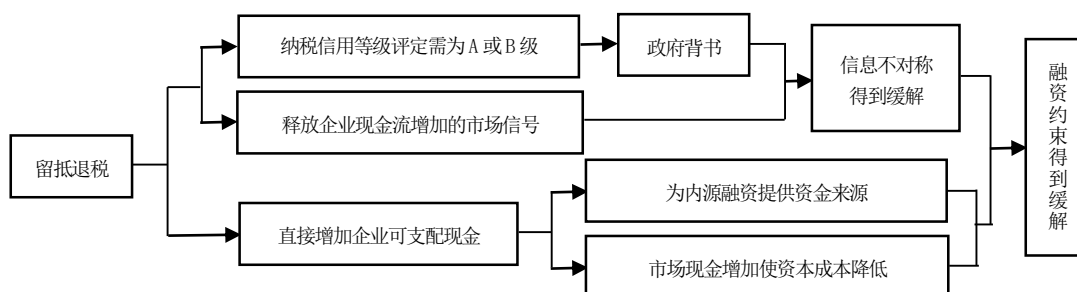 留抵退税
纳税信用等级评定需为 A 或 B 级
政府背书
释放企业现金流增加的市场信号
信息不对称
得到缓解
直接增加企业可支配现金
为内源融资提供资金来源
市场现金增加使资本成本降低
融资约束得到缓解